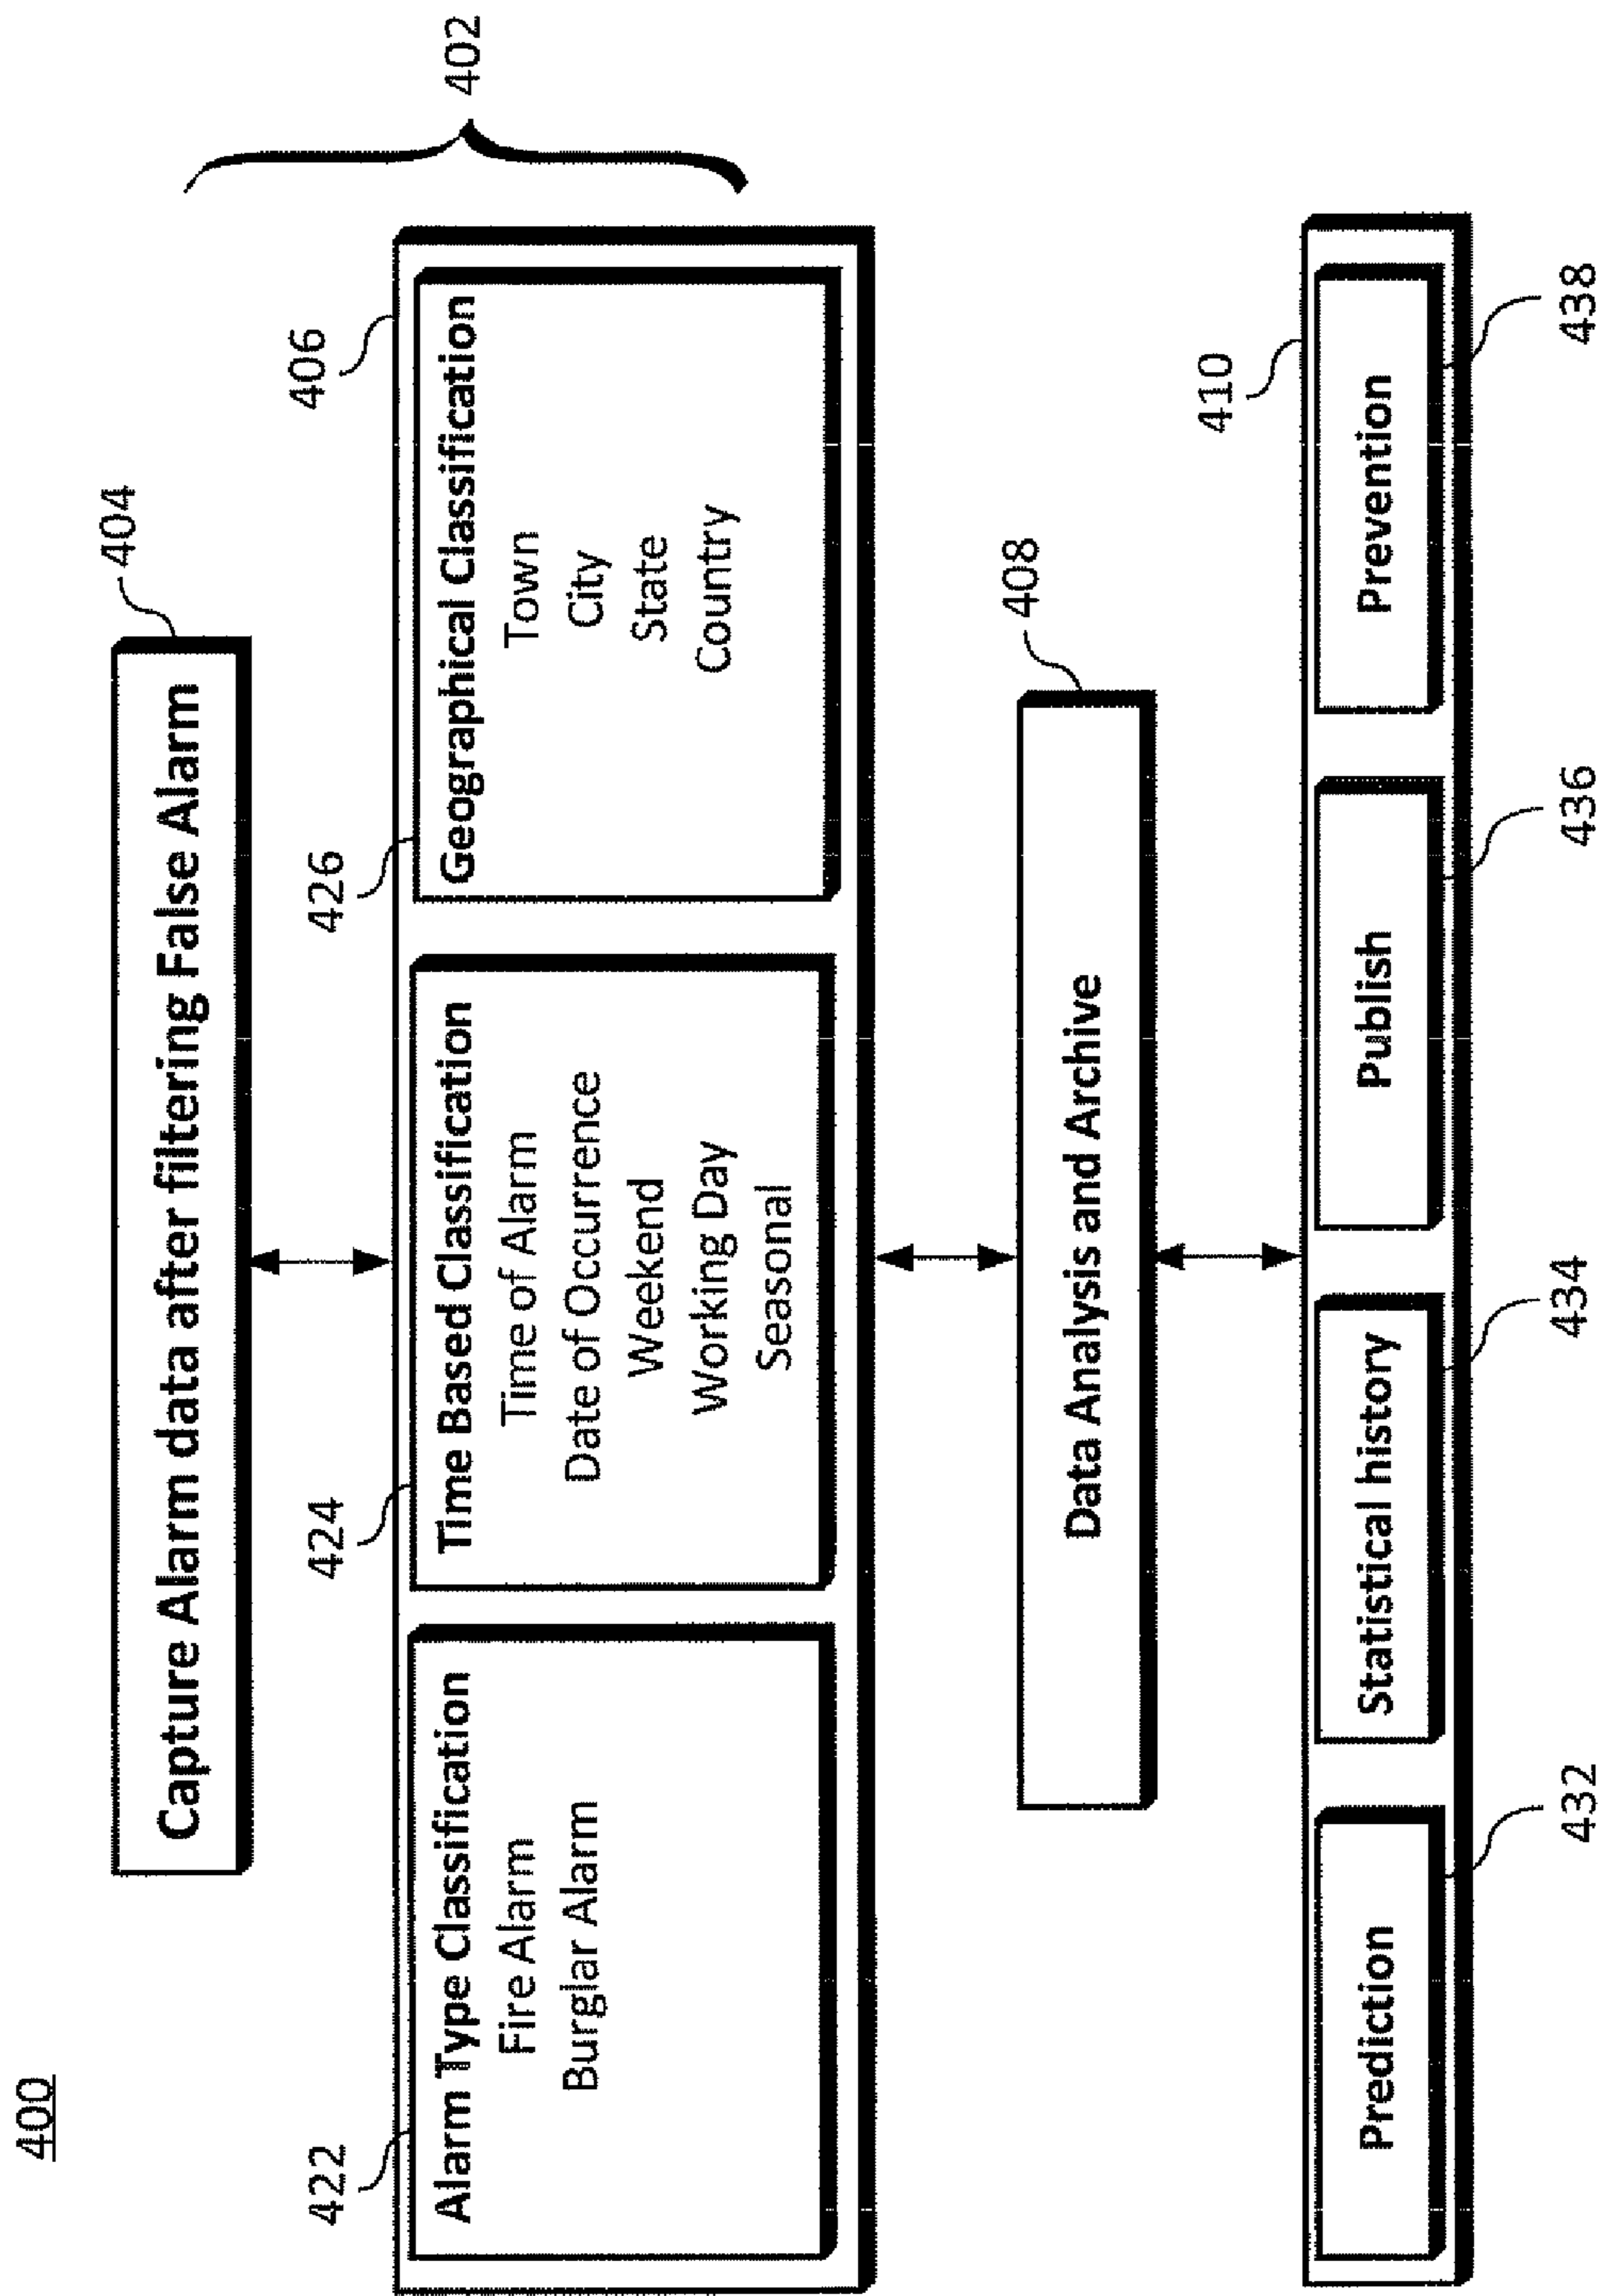 400
404
Capture Alarm data after filtering False Alarm
402
406
422
Alarm Type Classification
Fire Alarm
Burglar Alarm
424
Time Based Classification
Time of Alarm
Date of Occurrence
Weekend
Working Day
Seasonal
426
Geographical Classification
Town
City
State
Country
408
Data Analysis and Archive
410
Prediction
Statistical history
Publish
Prevention
432
434
436
438